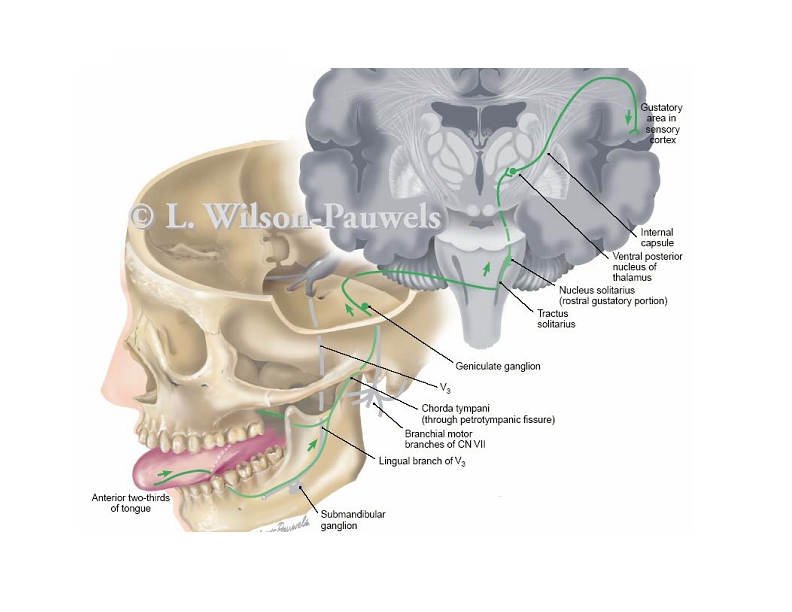 Gustatory
area in
sensory
cortex
© L. Wilson-Pauwels
Internal
capsule
Ventral posterior
nucleus of
thalamus
Nucleus solitarius
(rostral gustatory portion)
Tractus
solitarius
Geniculate ganglion
V3
Chorda tympani
(through petrotympanic fissure)
Branchial motor
branches of CN VII
Lingual branch of V3
Anterior two-thirds
of tongue
Submandibular
ganglion
Pauwels